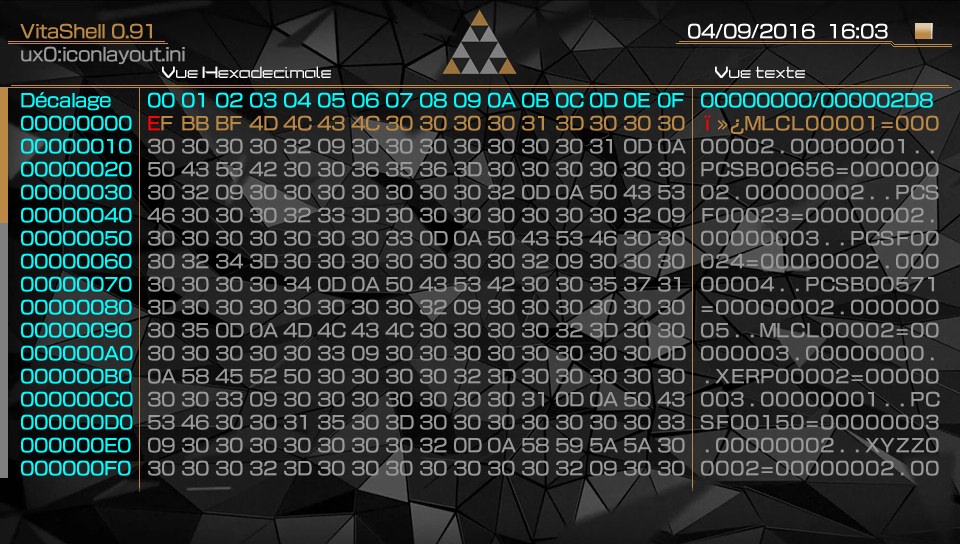 VitaShell 0.91
04/09/2016 16:03
ux0:iconlayout.ini
Vue Hexadecimale Vue texte
Décalage 00 01 02 03 04 05 06 07 08 09 0A 0B 0C 0D 0E 0F 00000000/000002D8
00000000 EF BB BF 4D 4C 43 4C 30 30 30 30 31 3D 30 30 30 ï»¿MLCL00001=000
00000010 30 30 30 30 32 09 30 30 30 30 30 30 30 31 0D 0A 00002.00000001..
00000020 50 43 53 42 30 30 36 35 36 3D 30 30 30 30 30 30 PCSB00656=000000
00000030 30 32 09 30 30 30 30 30 30 30 32 0D 0A 50 43 53 02.00000002..PCS
00000040 46 30 30 30 32 33 3D 30 30 30 30 30 30 30 32 09 F00023=00000002.
00000050 30 30 30 30 30 30 30 33 0D 0A 50 43 53 46 30 30 00000003..PCSF00
00000060 30 32 34 3D 30 30 30 30 30 30 30 32 09 30 30 30 024=00000002.000
00000070 30 30 30 30 34 0D 0A 50 43 53 42 30 30 35 37 31 00004..PCSB00571
00000080 3D 30 30 30 30 30 30 30 32 09 30 30 30 30 30 30 =00000002.000000
00000090 30 35 0D 0A 4D 4C 43 4C 30 30 30 30 32 3D 30 30 05..MLCL00002=00
000000A0 30 30 30 30 30 33 09 30 30 30 30 30 30 30 30 0D 000003.00000000.
000000B0 0A 58 45 52 50 30 30 30 30 32 3D 30 30 30 30 30 .XERP00002=00000
000000C0 30 30 33 09 30 30 30 30 30 30 30 31 0D 0A 50 43 003.00000001..PC
000000D0 53 46 30 30 31 35 30 3D 30 30 30 30 30 30 30 33 SF00150=00000003
000000E0 09 30 30 30 30 30 30 30 32 0D 0A 58 59 5A 5A 30 .00000002..XYZZ0
000000F0 30 30 30 32 3D 30 30 30 30 30 30 30 32 09 30 30 0002=00000002.00